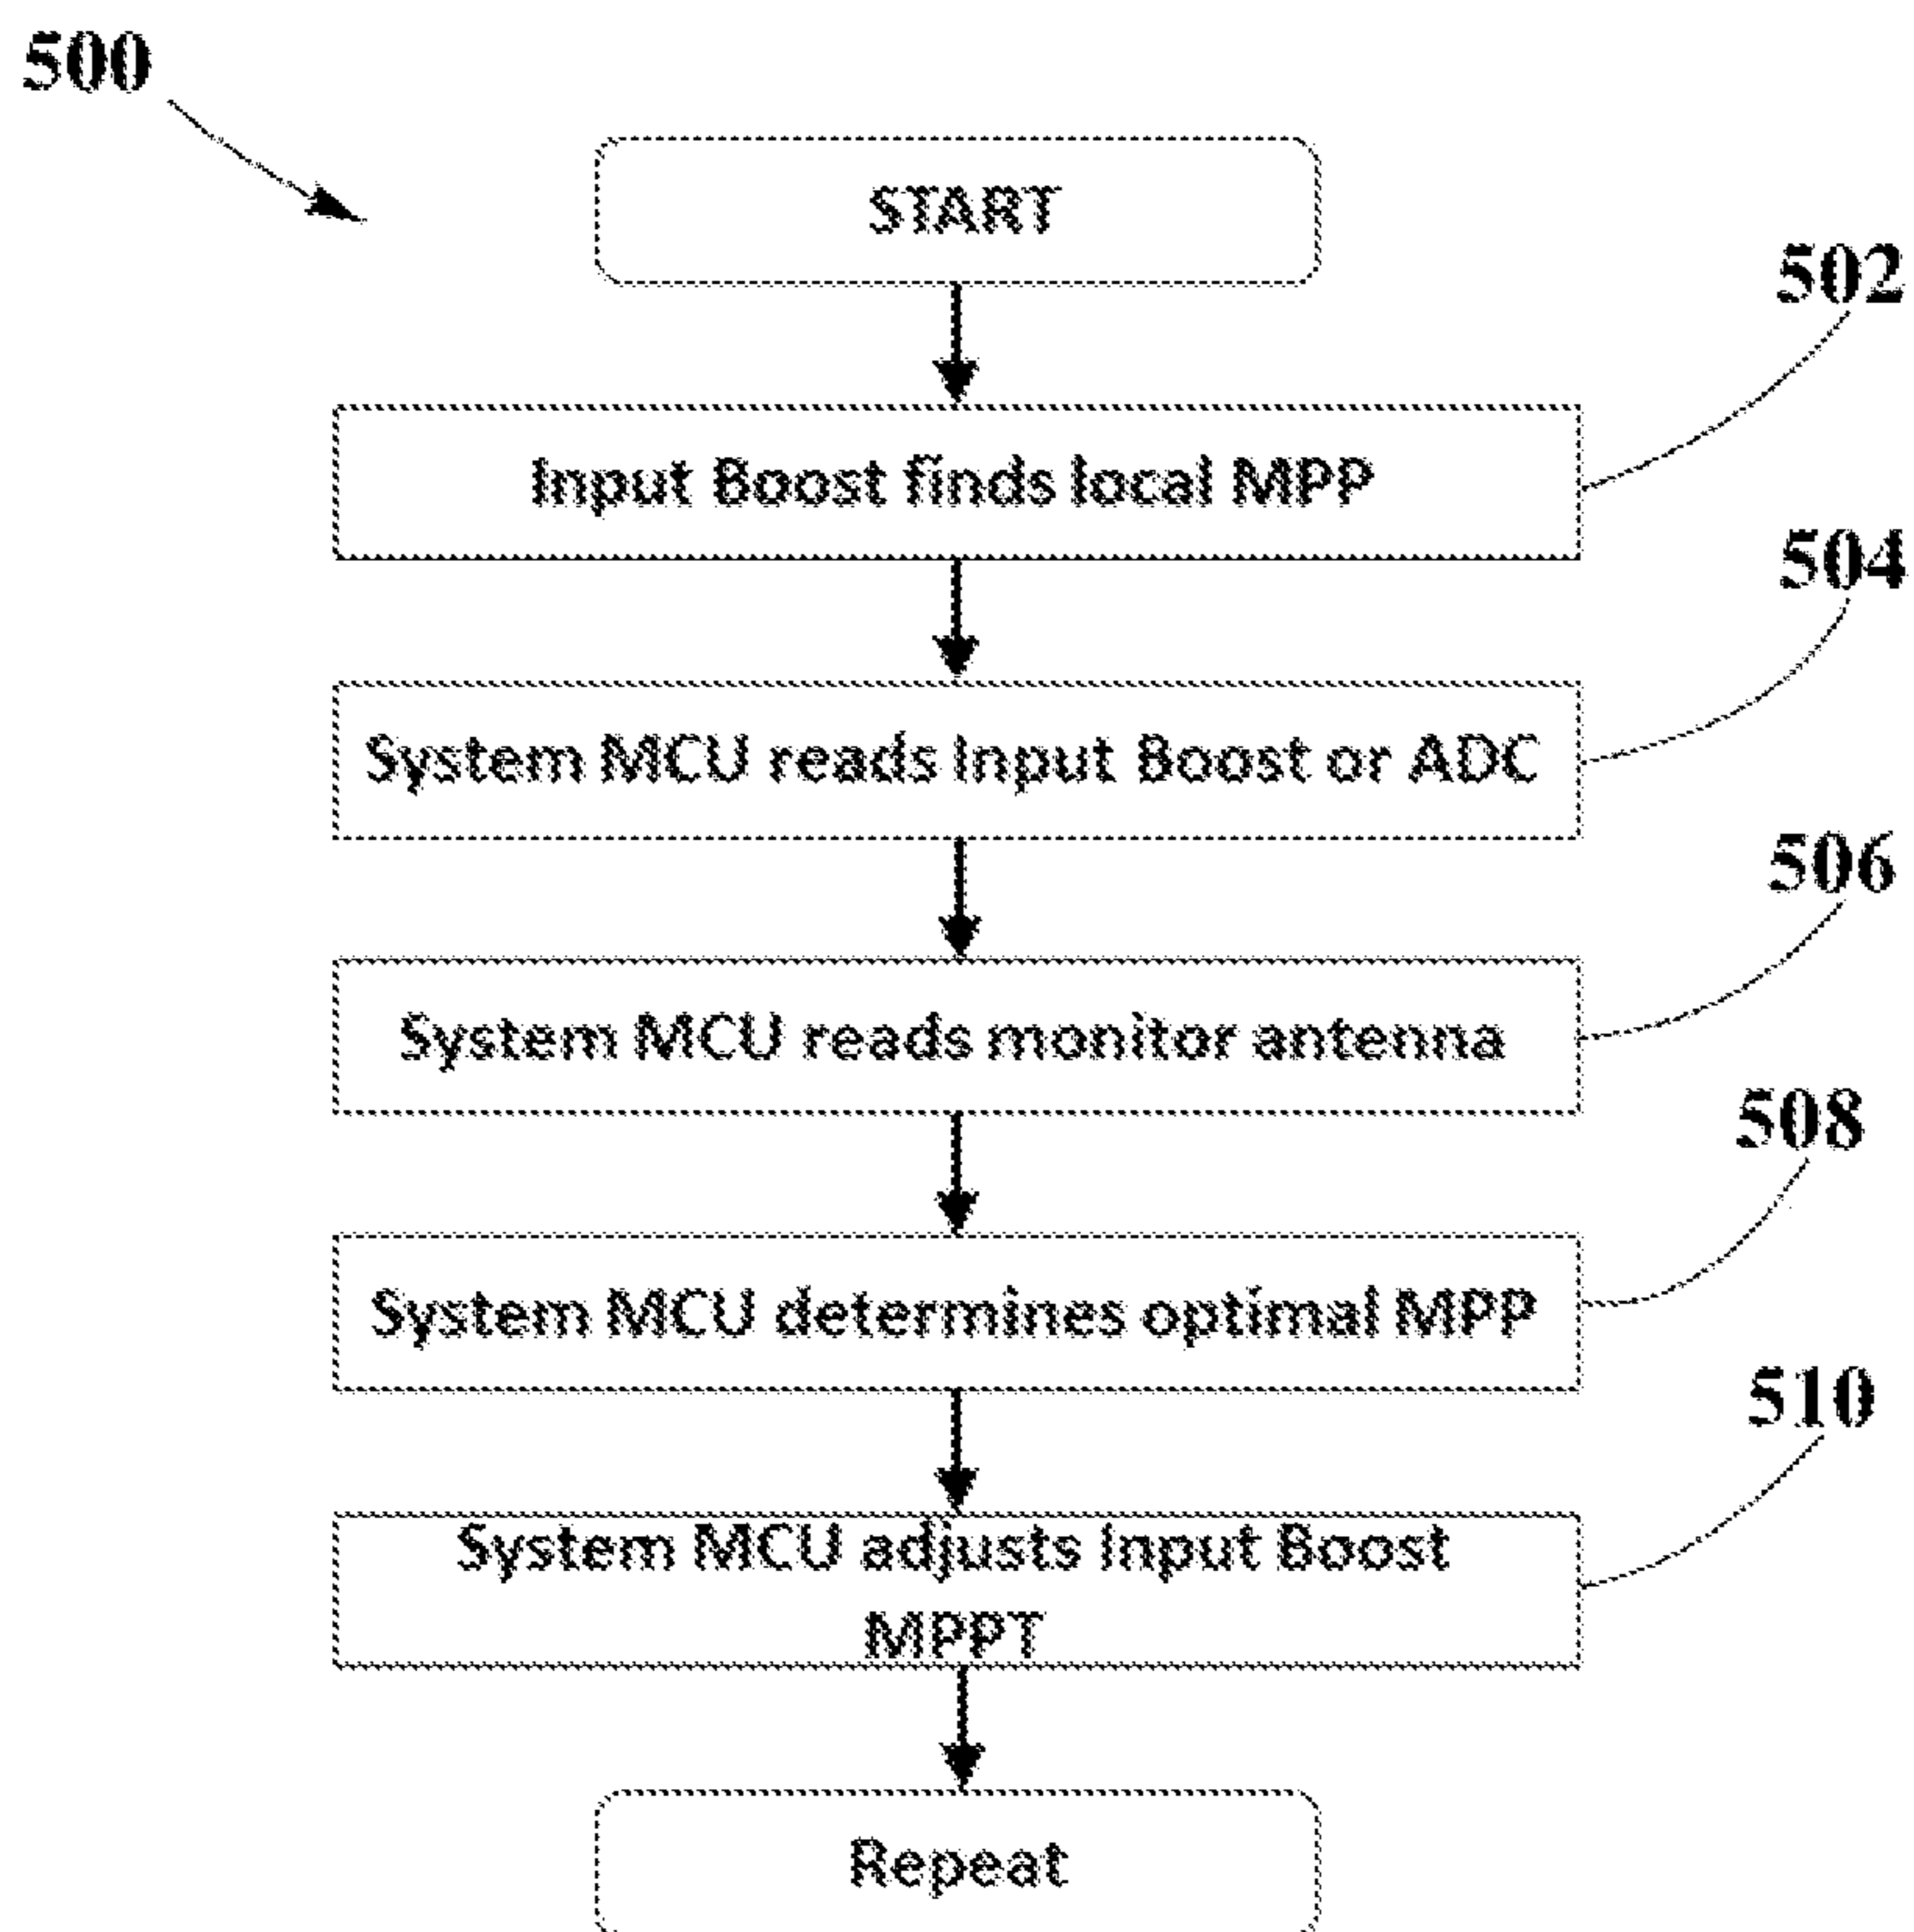 500
START
502
Input Boost finds local MPP
504
System MCU reads Input Boost or ADC
506
System MCU reads monitor antenna
508
System MCU determines optimal MPP
510
System MCU adjusts Input Boost
MPPT
Repeat